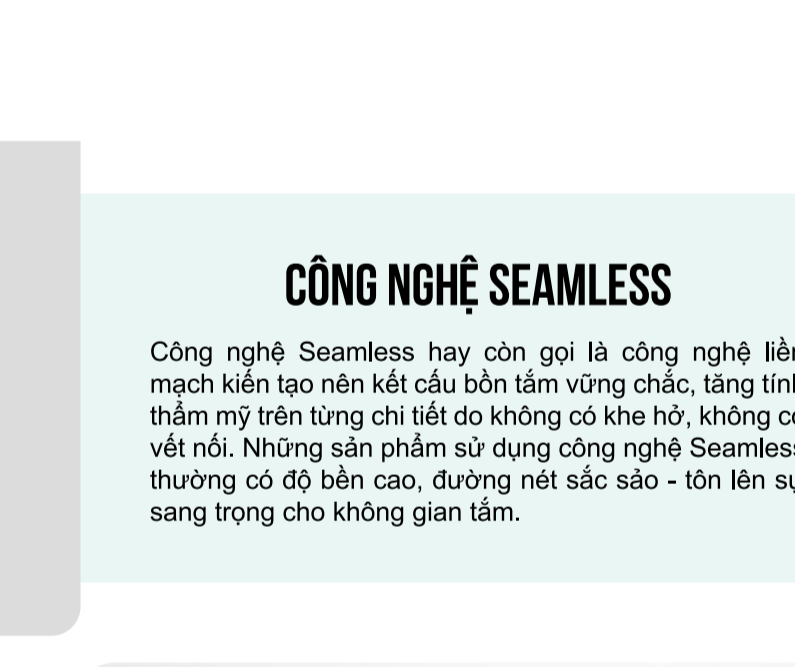 CÔNG NGHỆ SEAMLESS
Công nghệ Seamless hay còn gọi là công nghệ liền
mạch kiến tạo nên kết cấu bồn tắm vững chắc, tăng tính
thẩm mỹ trên từng chi tiết do không có khe hở, không có
vết nối. Những sản phẩm sử dụng công nghệ Seamless
thường có độ bền cao, đường nét sắc sảo - tôn lên sự
sang trọng cho không gian tắm.